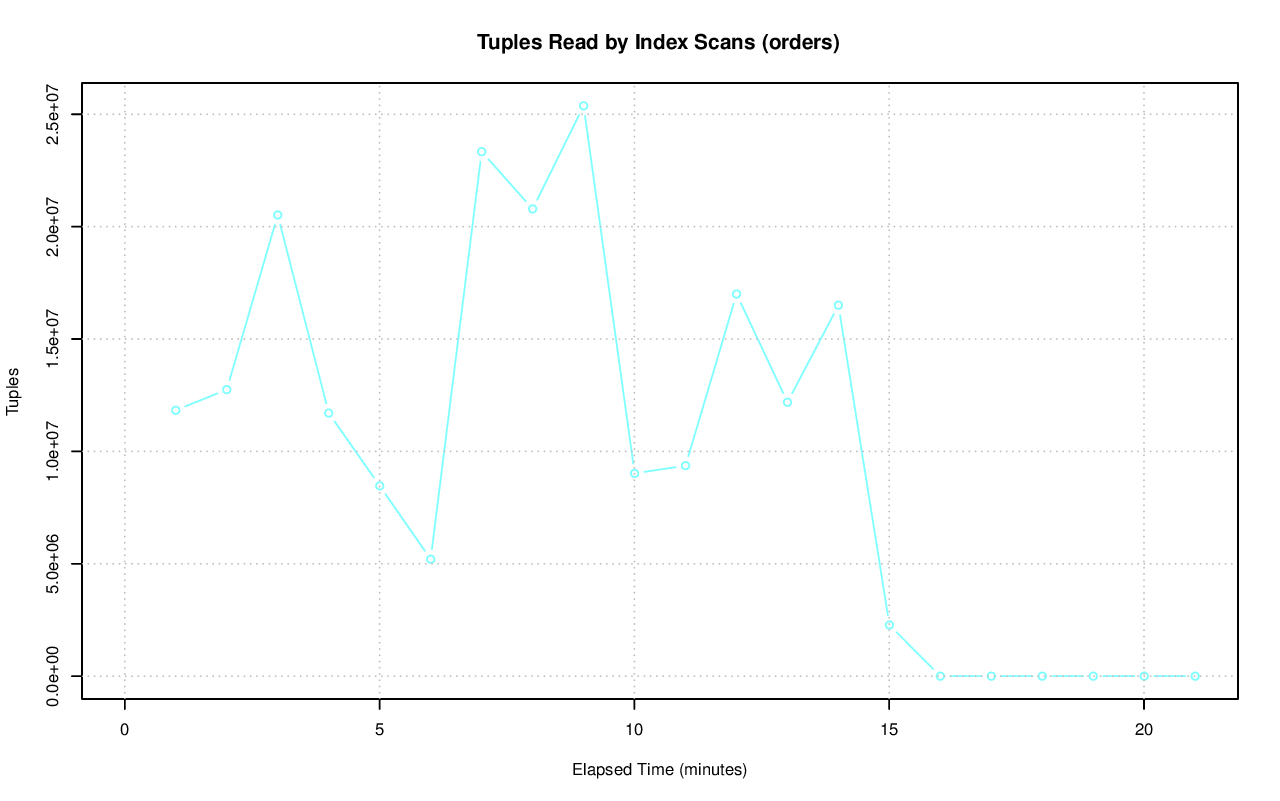 Tuples Read by Index Scans (orders)
Tuples
2.5e+07
2.0e+07
1.5e+07
1.0e+07
5.0e+06
0.0e+00
0 5 10 15 20
Elapsed Time (minutes)